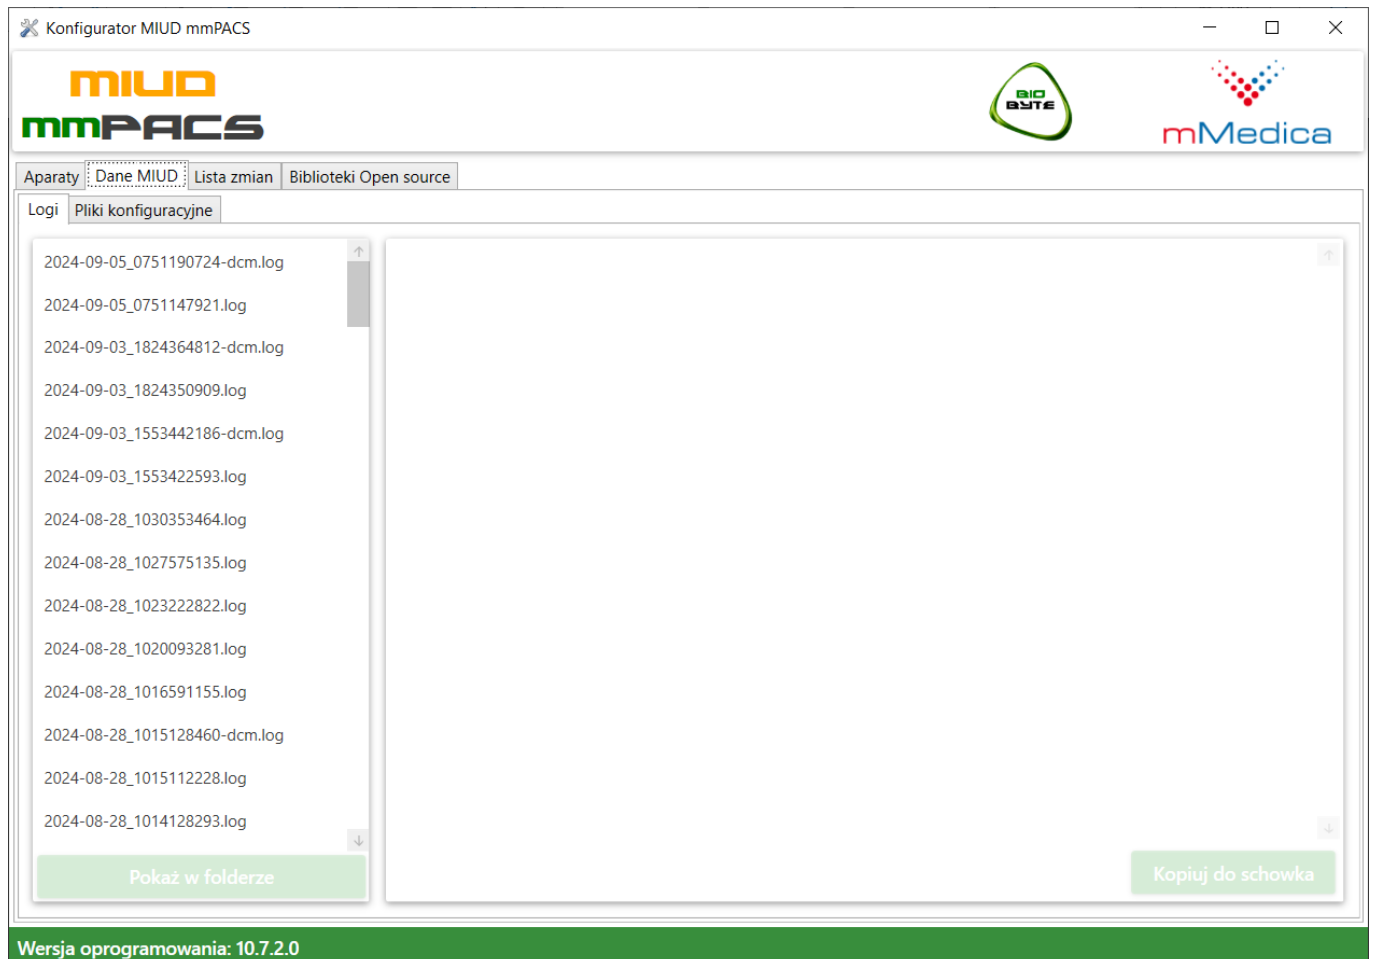 Konfigurator MIUD mmPACS
MIUD
mmPACS
BIO
BYTE
mMedica
Aparaty Dane MIUD Lista zmian Biblioteki Open source
Logi Pliki konfiguracyjne
2024-09-05_0751190724-dcm.log
2024-09-05_0751147921.log
2024-09-03_1824364812-dcm.log
2024-09-03_1824350909.log
2024-09-03_1553442186-dcm.log
2024-09-03_1553422593.log
2024-08-28_1030353464.log
2024-08-28_1027575135.log
2024-08-28_1023222822.log
2024-08-28_1020093281.log
2024-08-28_1016591155.log
2024-08-28_1015128460-dcm.log
2024-08-28_1015112228.log
2024-08-28_1014128293.log
Pokaż w folderze
Kopiuj do schowka
Wersja oprogramowania: 10.7.2.0